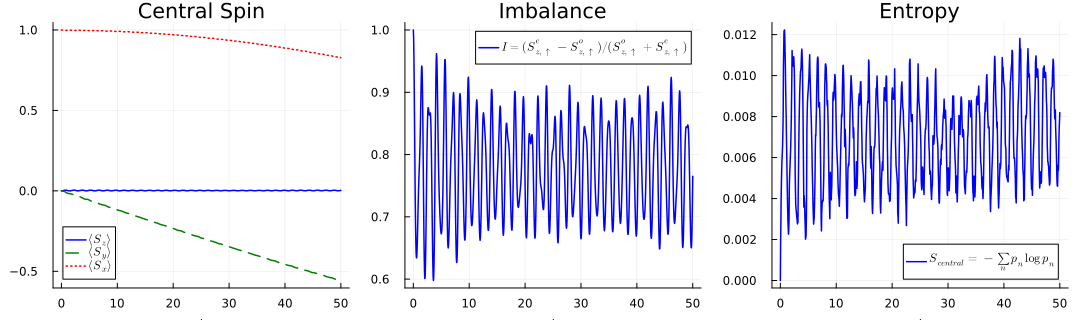 Central Spin
1.0
0.5
0.0
−0.5
⟨S_z⟩
⟨S_y⟩
⟨S_x⟩
0 10 20 30 40 50
Imbalance
1.0
0.9
0.8
0.7
0.6
I = (S^e_{z,↑} − S^o_{z,↑})/(S^o_{z,↑} + S^e_{z,↑})
0 10 20 30 40 50
Entropy
0.012
0.010
0.008
0.006
0.004
0.002
0.000
S_{central} = − ∑_n p_n log p_n
0 10 20 30 40 50